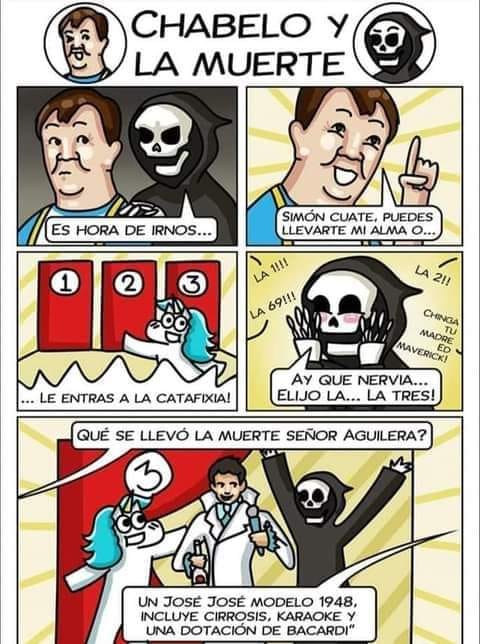 CHABELO Y
LA MUERTE
ES HORA DE IRNOS...
SIMÓN CUATE, PUEDES
LLEVARTE MI ALMA O...
1
2
3
... LE ENTRAS A LA CATAFIXIA!
LA 1!!!
LA 2!!
LA 69!!!
CHINGA
TU
MADRE
ED
MAVERICK!
AY QUE NERVIA...
ELIJO LA... LA TRES!
QUÉ SE LLEVÓ LA MUERTE SEÑOR AGUILERA?
3
UN JOSÉ JOSÉ MODELO 1948,
INCLUYE CIRROSIS, KARAOKE Y
UNA DOTACIÓN DE BACARDI"